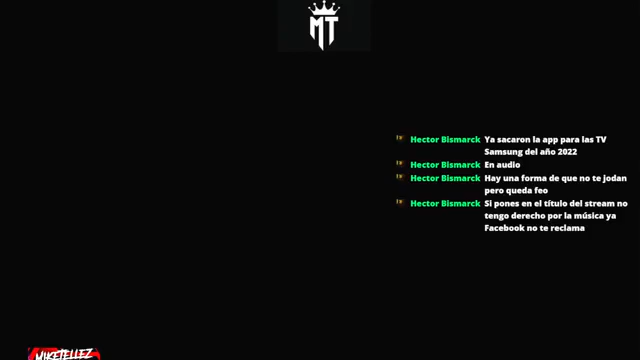 MT
Hector Bismarck Ya sacaron la app para las TV
Samsung del año 2022
Hector Bismarck En audio
Hector Bismarck Hay una forma de que no te jodan
pero queda feo
Hector Bismarck Si pones en el título del stream no
tengo derecho por la música ya
Facebook no te reclama
MIKETELLEZ